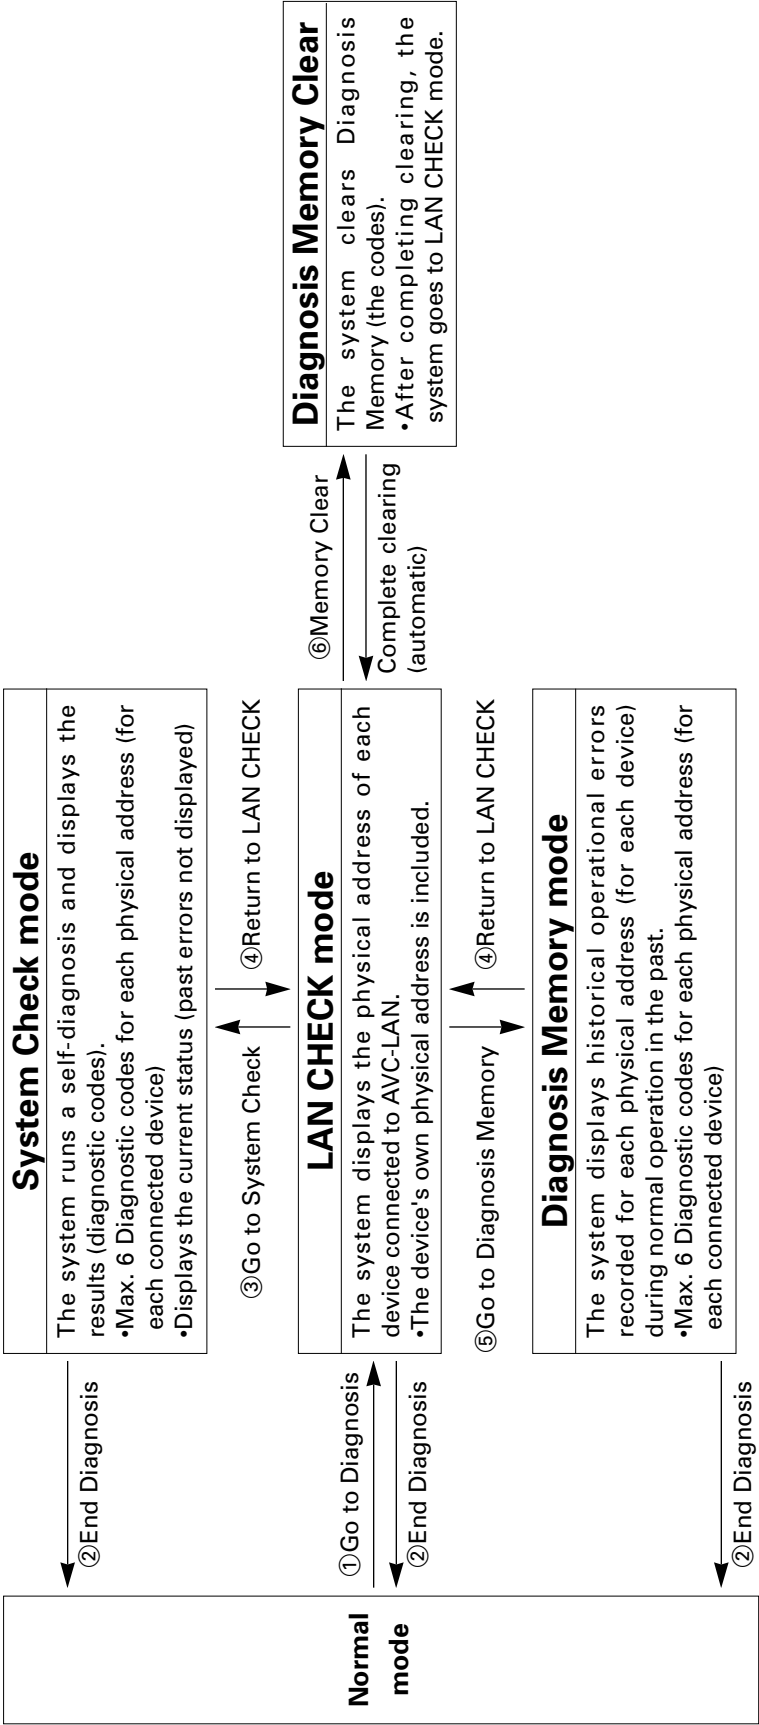 Normal
mode
②End Diagnosis
①Go to Diagnosis
②End Diagnosis
②End Diagnosis
System Check mode
The system runs a self-diagnosis and displays the
results (diagnostic codes).
•Max. 6 Diagnostic codes for each physical address (for
each connected device)
•Displays the current status (past errors not displayed)
③Go to System Check
④Return to LAN CHECK
LAN CHECK mode
The system displays the physical address of each
device connected to AVC-LAN.
•The device's own physical address is included.
⑤Go to Diagnosis Memory
④Return to LAN CHECK
Diagnosis Memory mode
The system displays historical operational errors
recorded for each physical address (for each device)
during normal operation in the past.
•Max. 6 Diagnostic codes for each physical address (for
each connected device)
⑥Memory Clear
Complete clearing
(automatic)
Diagnosis Memory Clear
The system clears Diagnosis
Memory (the codes).
•After completing clearing, the
system goes to LAN CHECK mode.